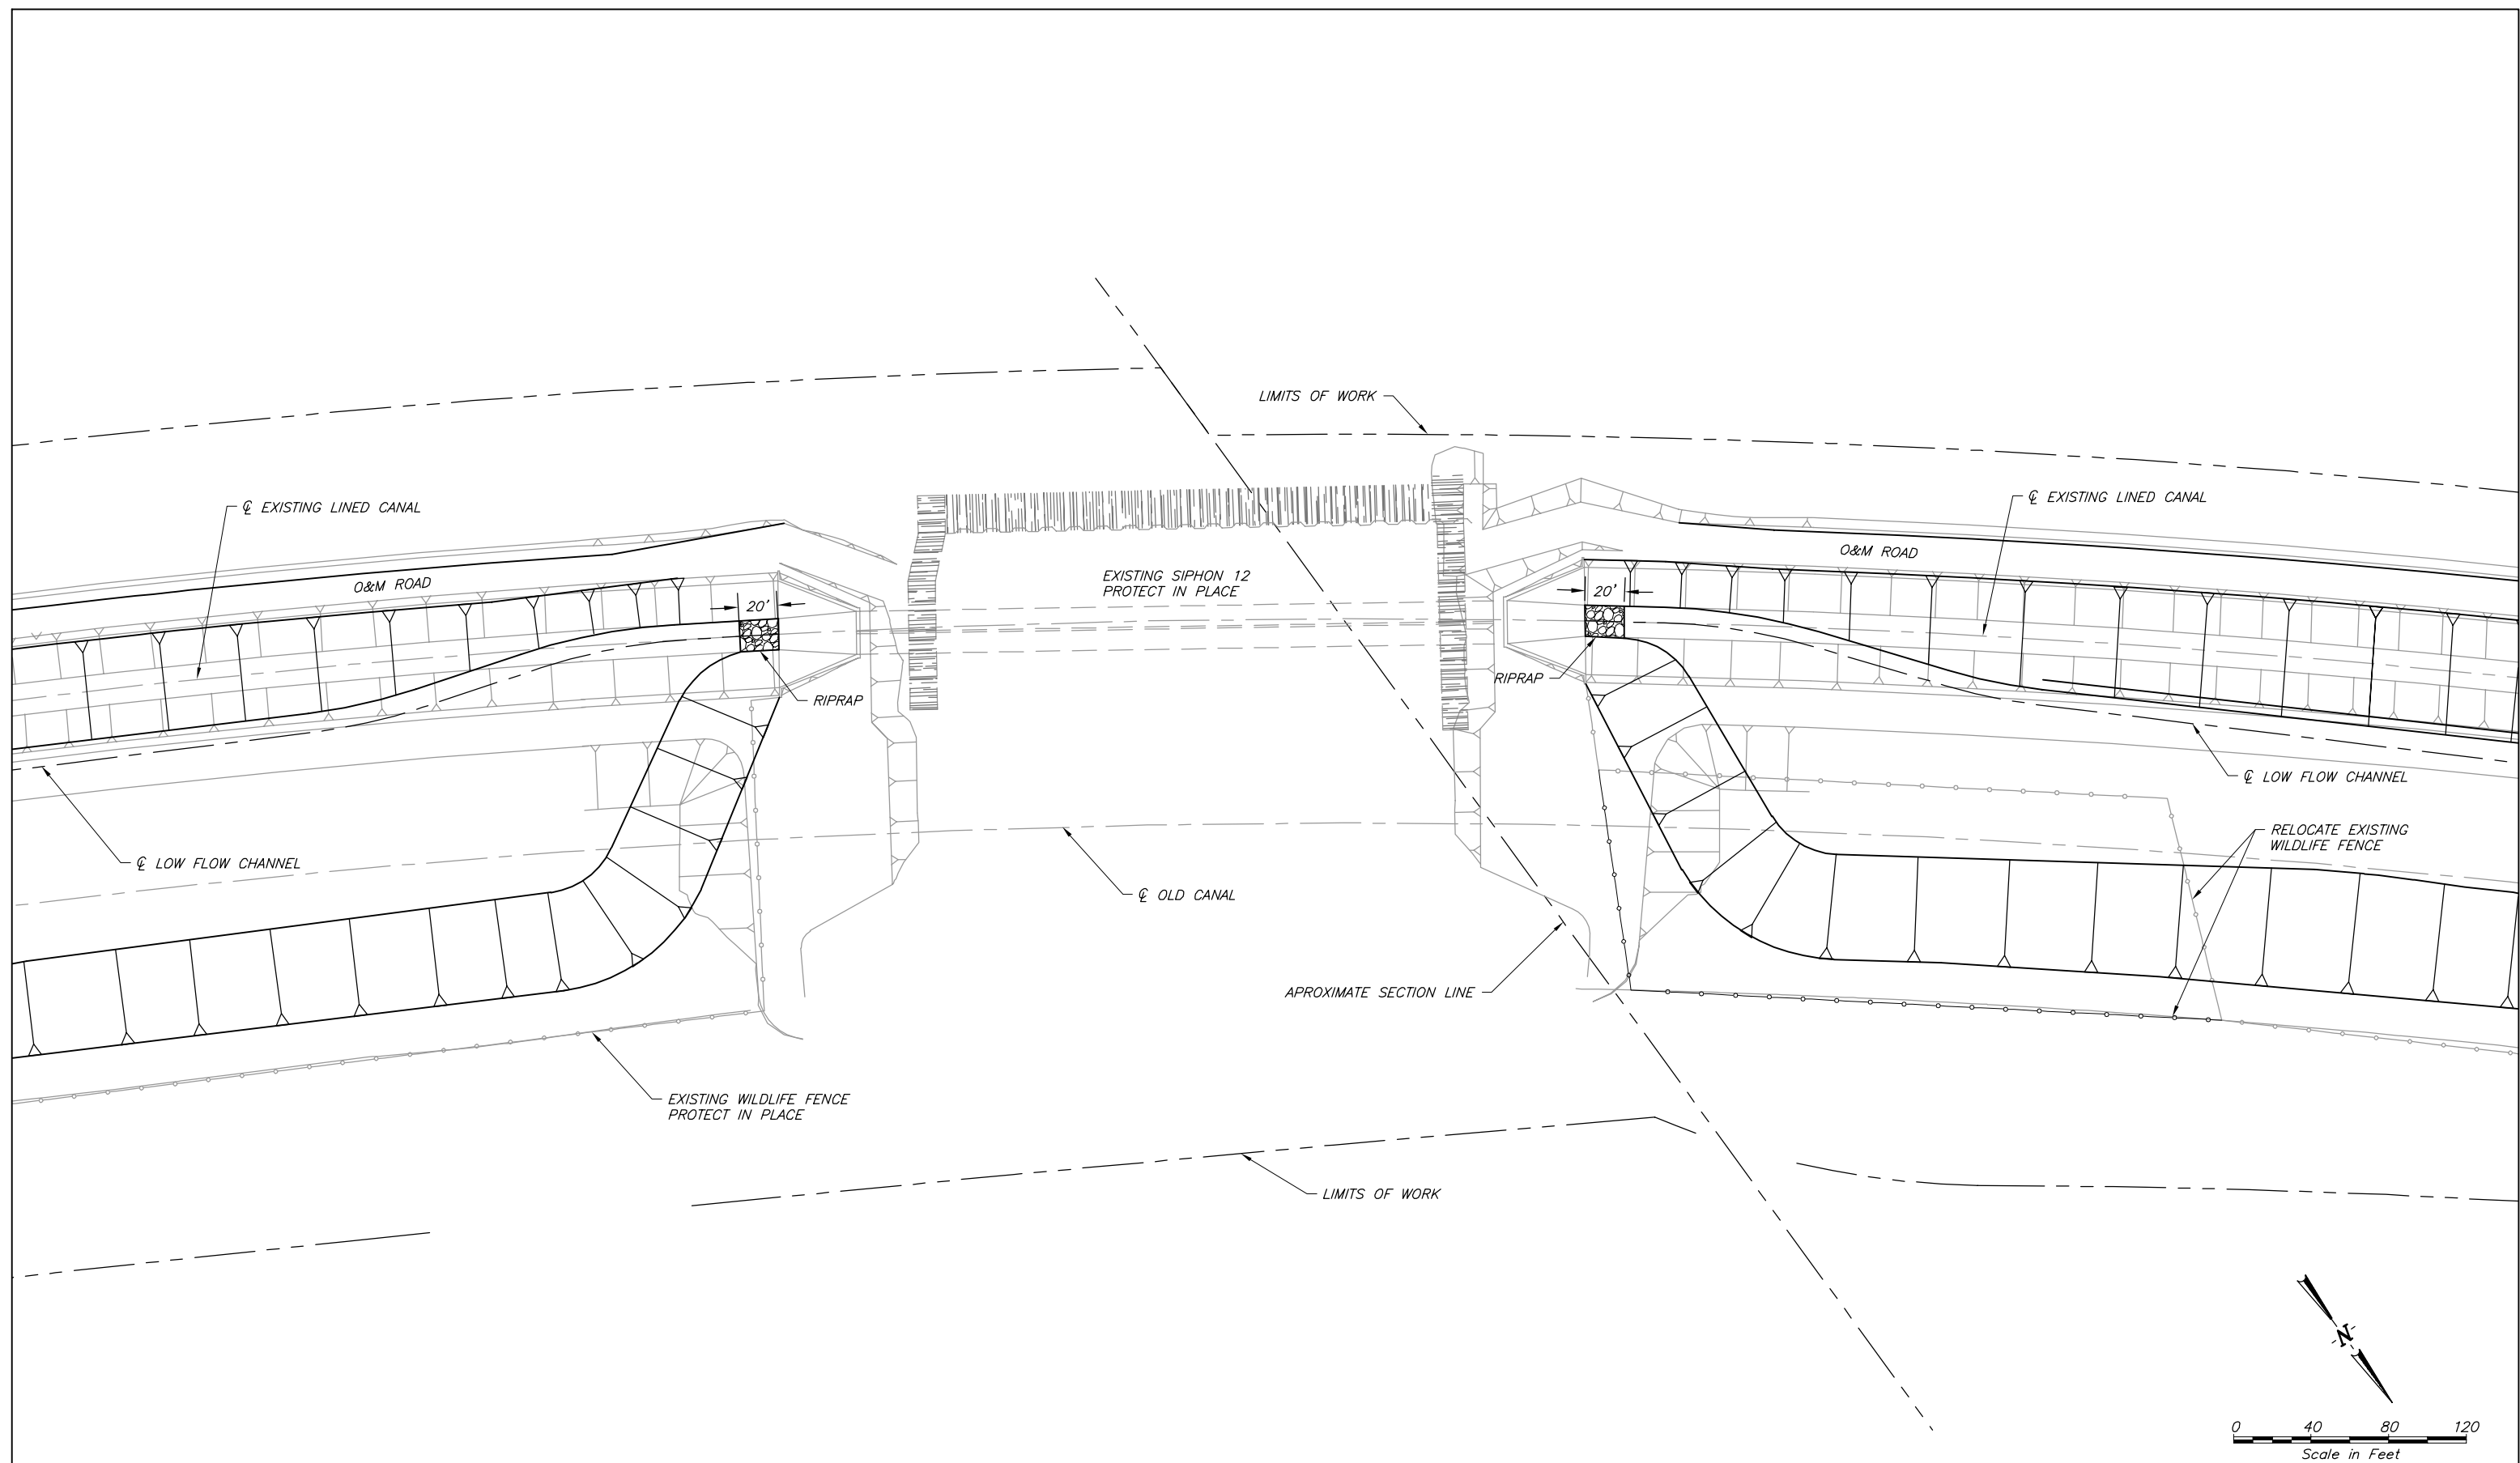 LIMITS OF WORK
℄ EXISTING LINED CANAL
℄ EXISTING LINED CANAL
O&M ROAD
O&M ROAD
EXISTING SIPHON 12
PROTECT IN PLACE
20'
20'
RIPRAP
RIPRAP
℄ LOW FLOW CHANNEL
℄ LOW FLOW CHANNEL
RELOCATE EXISTING
WILDLIFE FENCE
℄ OLD CANAL
APROXIMATE SECTION LINE
EXISTING WILDLIFE FENCE
PROTECT IN PLACE
LIMITS OF WORK
N
0 40 80 120
Scale in Feet